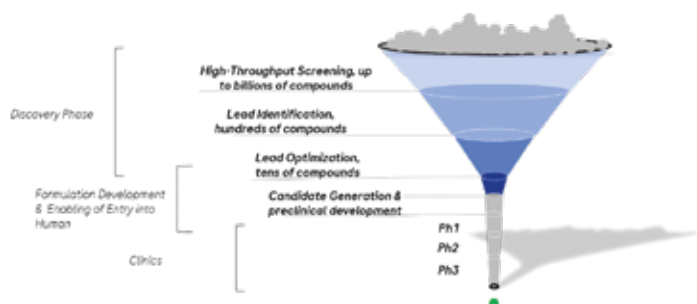 High-Throughput Screening, up
to billions of compounds
Discovery Phase
Lead Identification,
hundreds of compounds
Lead Optimization,
tens of compounds
Formulation Development
& Enabling of Entry into
Human
Candidate Generation &
preclinical development
Clinics
Ph1
Ph2
Ph3